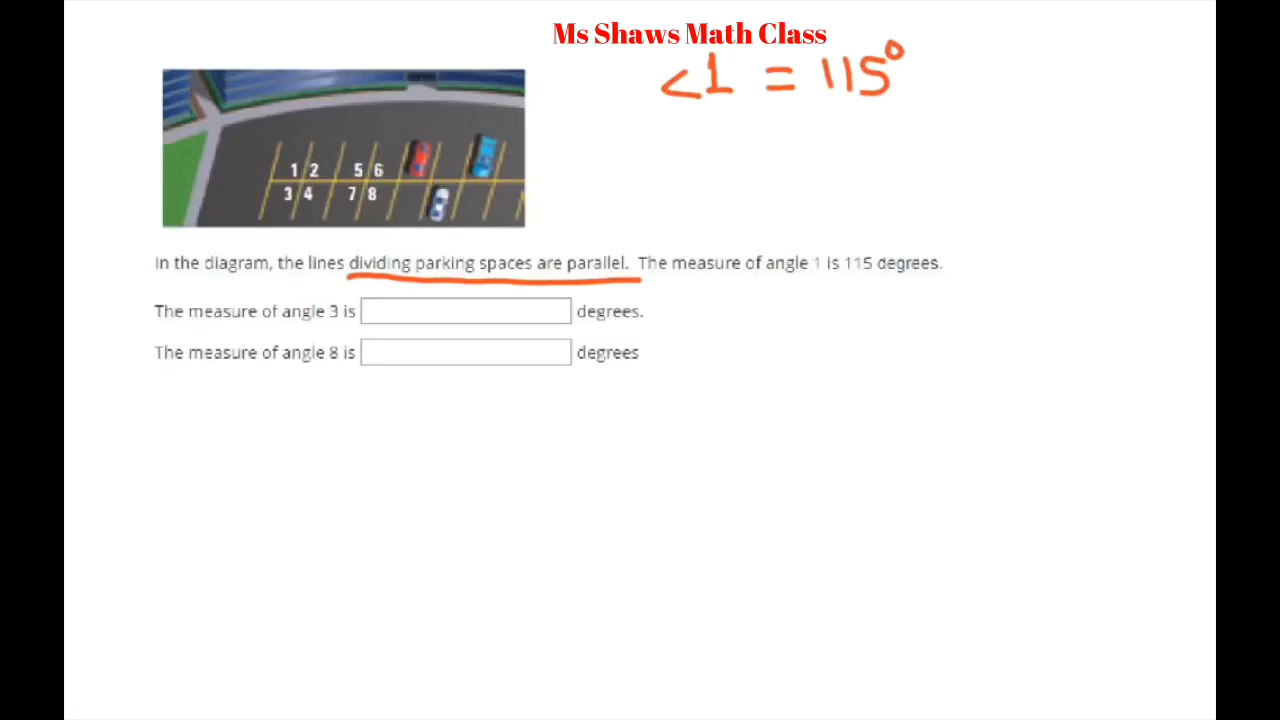 Ms Shaws Math Class
<1 = 115°
1 2 5 6
3 4 7 8
In the diagram, the lines dividing parking spaces are parallel. The measure of angle 1 is 115 degrees.
The measure of angle 3 is degrees.
The measure of angle 8 is degrees